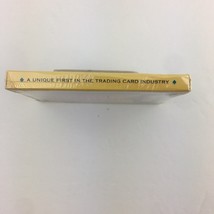 A UNIQUE FIRST IN THE TRADING CARD INDUSTRY